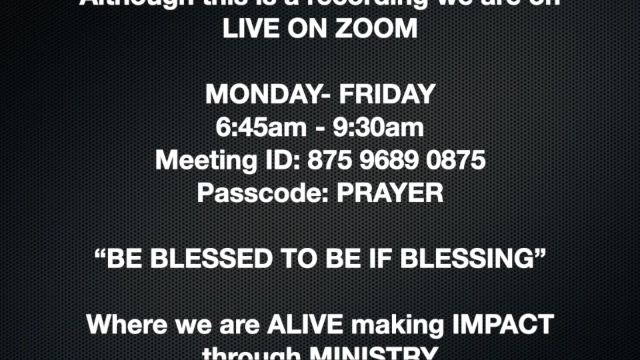 Although this is a recording we are on
LIVE ON ZOOM
MONDAY- FRIDAY
6:45am - 9:30am
Meeting ID: 875 9689 0875
Passcode: PRAYER
“BE BLESSED TO BE IF BLESSING”
Where we are ALIVE making IMPACT
through MINISTRY